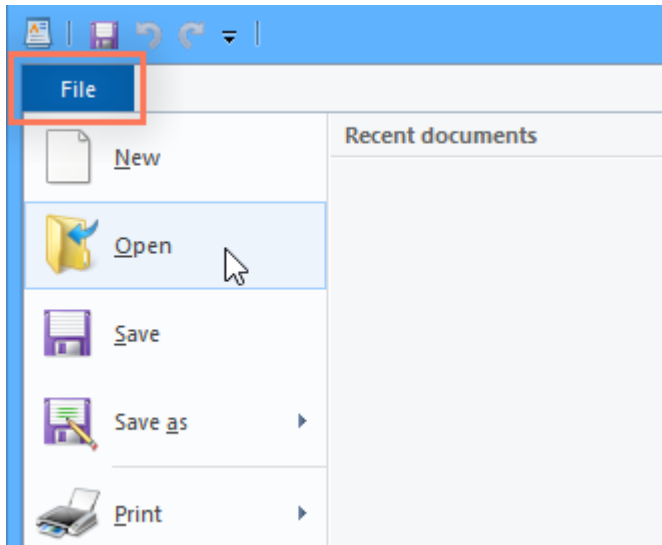 File
Recent documents
New
Open
Save
Save as
Print